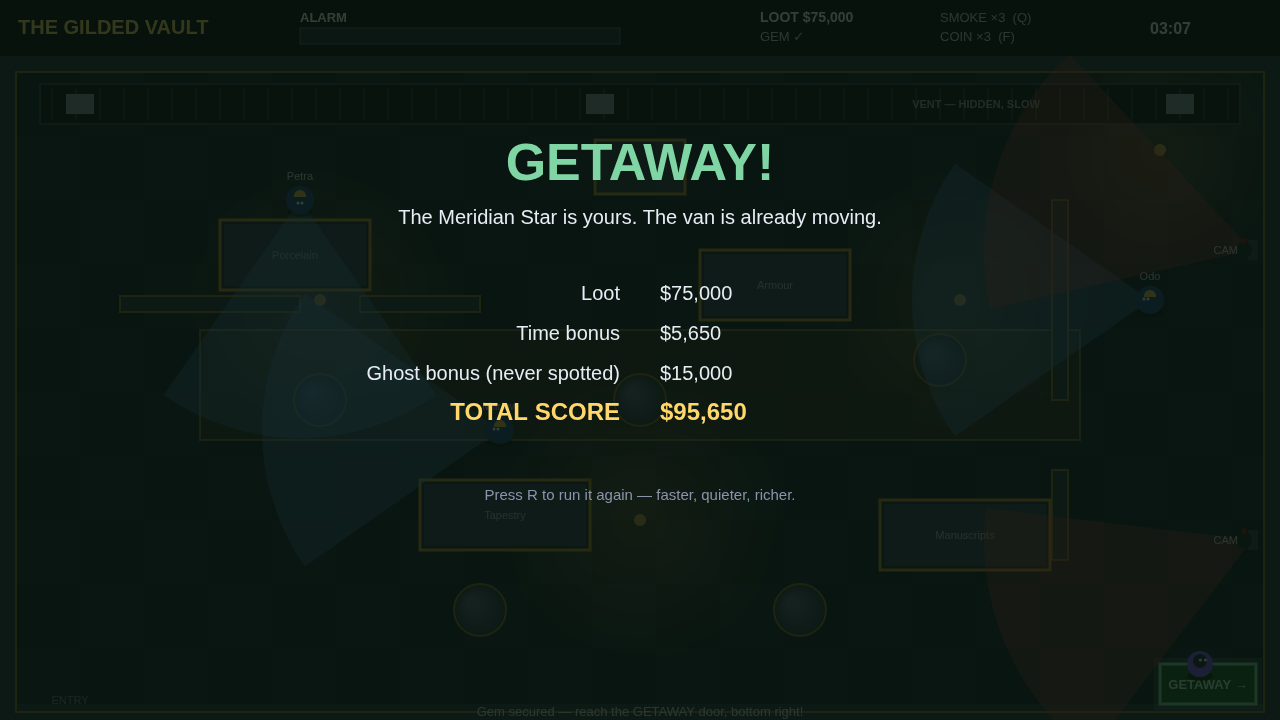 THE GILDED VAULT
ALARM
LOOT $75,000
GEM ✓
SMOKE ×3 (Q)
COIN ×3 (F)
03:07
VENT — HIDDEN, SLOW
GETAWAY!
Petra
The Meridian Star is yours. The van is already moving.
Porcelain
CAM
Armour
Odo
Loot $75,000
Time bonus $5,650
Ghost bonus (never spotted) $15,000
TOTAL SCORE $95,650
Press R to run it again — faster, quieter, richer.
Tapestry
Manuscripts
CAM
GETAWAY →
ENTRY
Gem secured — reach the GETAWAY door, bottom right!